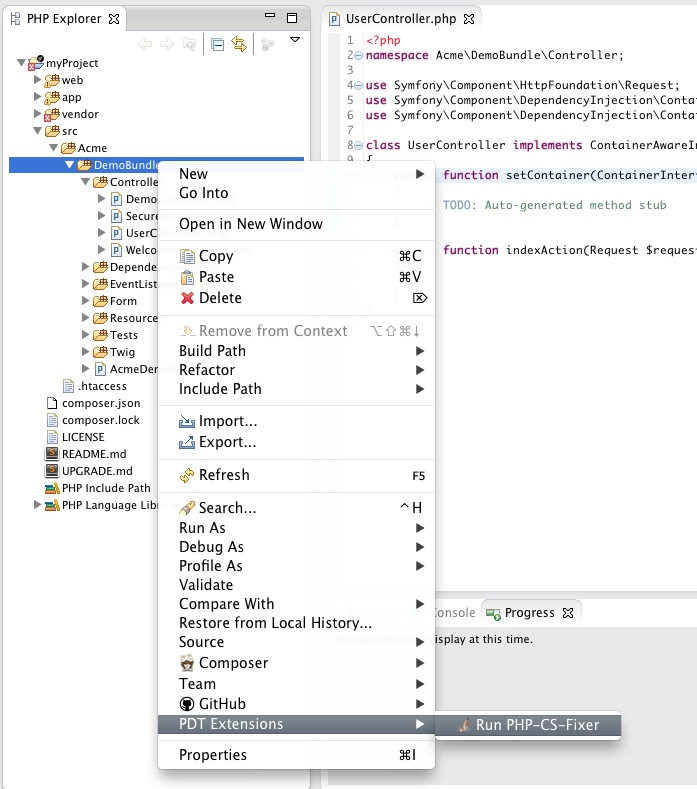 PHP Explorer
myProject
web
app
vendor
src
Acme
DemoBundle
Controlle
Demo
Secure
UserC
Welco
Depende
EventList
Form
Resource
Tests
Twig
AcmeDer
.htaccess
composer.json
composer.lock
LICENSE
README.md
UPGRADE.md
PHP Include Path
PHP Language Libr
New
Go Into
Open in New Window
Copy ⌘C
Paste ⌘V
Delete ⌦
Remove from Context ⌥⇧⌘↓
Build Path
Refactor
Include Path
Import...
Export...
Refresh F5
Search... ^H
Run As
Debug As
Profile As
Validate
Compare With
Restore from Local History...
Source
Composer
Team
GitHub
PDT Extensions
Properties ⌘I
Run PHP-CS-Fixer
UserController.php
1 <?php
2 namespace Acme\DemoBundle\Controller;
3
4 use Symfony\Component\HttpFoundation\Request;
5 use Symfony\Component\DependencyInjection\Conta
6 use Symfony\Component\DependencyInjection\Conta
7
8 class UserController implements ContainerAwareIn
9 {
function setContainer(ContainerInter
TODO: Auto-generated method stub
function indexAction(Request $reques
Console
Progress
display at this time.